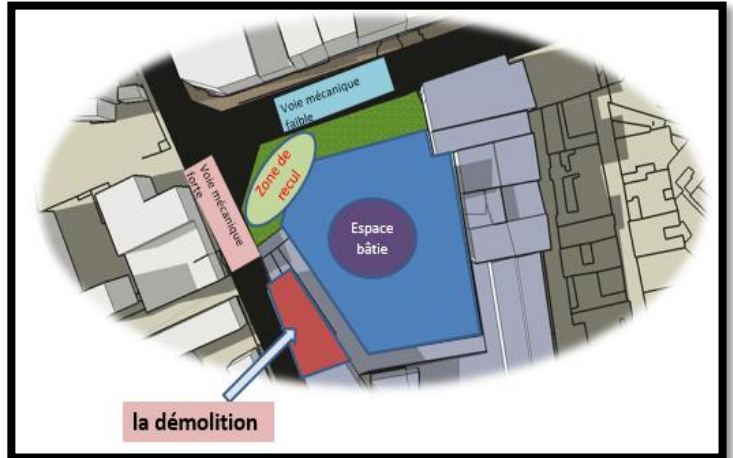 Voie mécanique
faible
Zone de
recul
Voie mécanique
forte
Espace
bâtie
la démolition